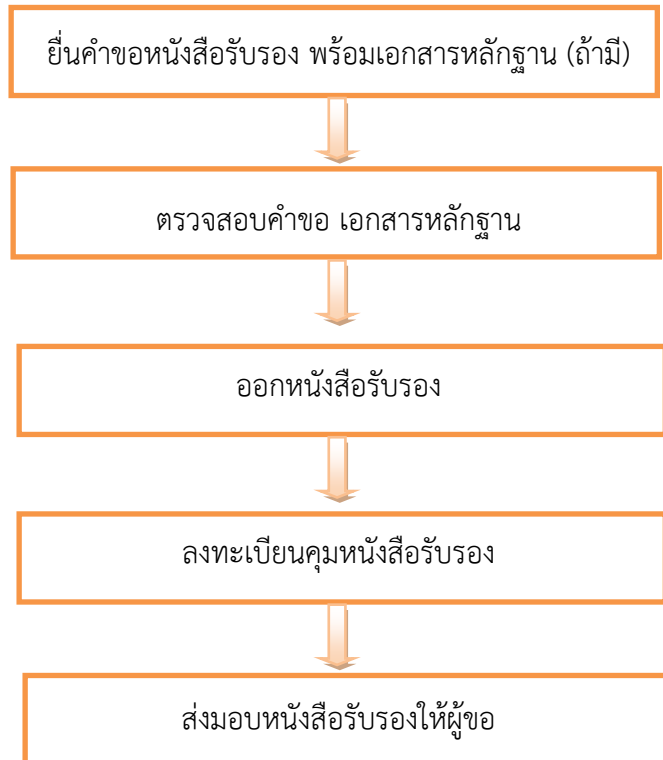 ยื่นคำขอหนังสือรับรอง พร้อมเอกสารหลักฐาน (ถ้ามี)
ตรวจสอบคำขอ เอกสารหลักฐาน
ออกหนังสือรับรอง
ลงทะเบียนคุมหนังสือรับรอง
ส่งมอบหนังสือรับรองให้ผู้ขอ